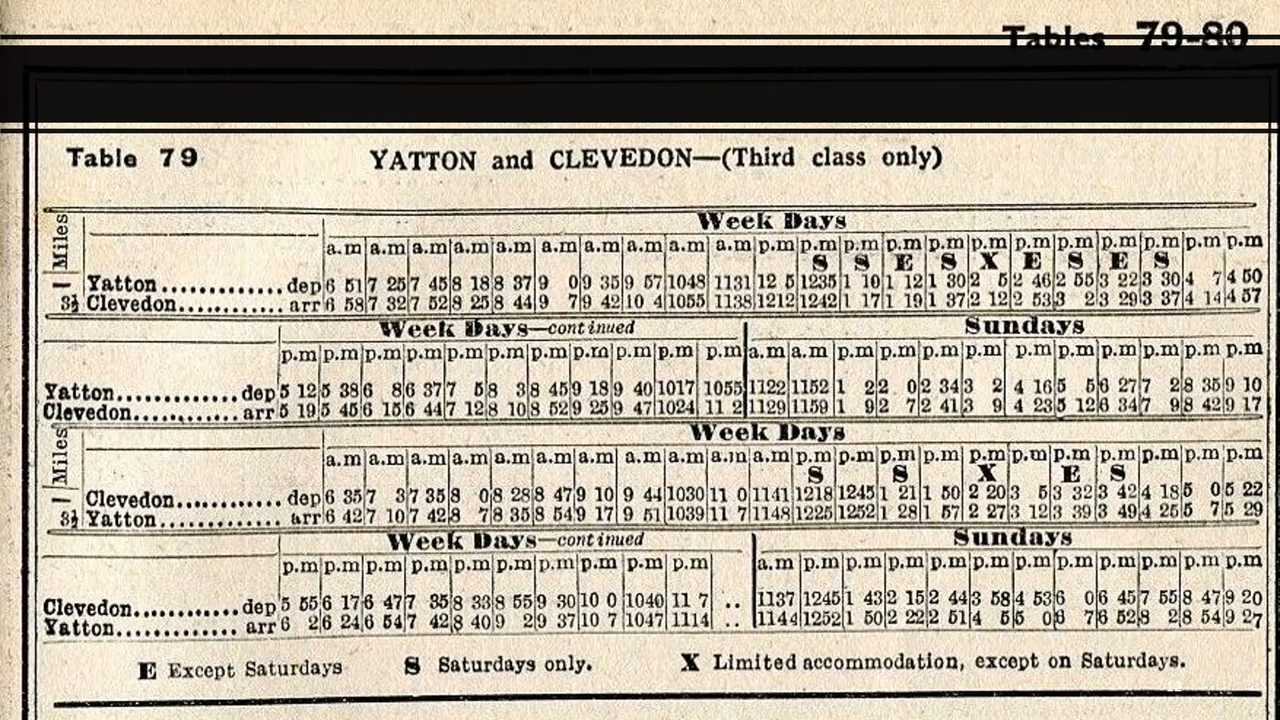 Tables 79-80
Table 79 YATTON and CLEVEDON—(Third class only)
Miles Week Days
a.m a.m a.m a.m a.m a.m a.m a.m a.m a.m p.m p.m p.m p.m p.m p.m p.m p.m p.m p.m p.m p.m
S S E S X E S E S
— Yatton............. dep 6 51 7 25 7 45 8 18 8 37 9 0 9 35 9 57 1048 1131 12 5 1235 1 10 1 12 1 30 2 5 2 46 2 55 3 22 3 30 4 7 4 50
3½ Clevedon............ arr 6 58 7 32 7 52 8 25 8 44 9 7 9 42 10 4 1055 1138 1212 1242 1 17 1 19 1 37 2 12 2 53 3 2 3 29 3 37 4 14 4 57
Week Days—continued Sundays
p.m p.m p.m p.m p.m p.m p.m p.m p.m p.m p.m a.m a.m p.m p.m p.m p.m p.m p.m p.m p.m p.m p.m
Yatton............. dep 5 12 5 38 6 8 6 37 7 5 8 3 8 45 9 18 9 40 1017 1055 1122 1152 1 2 2 0 2 34 3 2 4 16 5 5 6 27 7 2 8 35 9 10
Clevedon............ arr 5 19 5 45 6 15 6 44 7 12 8 10 8 52 9 25 9 47 1024 11 2 1129 1159 1 9 2 7 2 41 3 9 4 23 5 12 6 34 7 9 8 42 9 17
Miles Week Days
a.m a.m a.m a.m a.m a.m a.m a.m a.m a.m a.m p.m p.m p.m p.m p.m p.m p.m p.m p.m p.m p.m
S S X E S
— Clevedon............ dep 6 35 7 3 7 35 8 0 8 28 8 47 9 10 9 44 1030 11 0 1141 1218 1245 1 21 1 50 2 20 3 5 3 32 3 42 4 18 5 0 5 22
3½ Yatton............. arr 6 42 7 10 7 42 8 7 8 35 8 54 9 17 9 51 1039 11 7 1148 1225 1252 1 28 1 57 2 27 3 12 3 39 3 49 4 25 5 7 5 29
Week Days—continued Sundays
p.m p.m p.m p.m p.m p.m p.m p.m p.m p.m a.m p.m p.m p.m p.m p.m p.m p.m p.m p.m p.m p.m
Clevedon............ dep 5 55 6 17 6 47 7 35 8 33 8 55 9 30 10 0 1040 11 7 .. 1137 1245 1 43 2 15 2 44 3 58 4 53 6 0 6 45 7 55 8 47 9 20
Yatton............. arr 6 2 6 24 6 54 7 42 8 40 9 2 9 37 10 7 1047 1114 .. 1144 1252 1 50 2 22 2 51 4 5 5 0 6 7 6 52 8 2 8 54 9 27
E Except Saturdays S Saturdays only. X Limited accommodation, except on Saturdays.